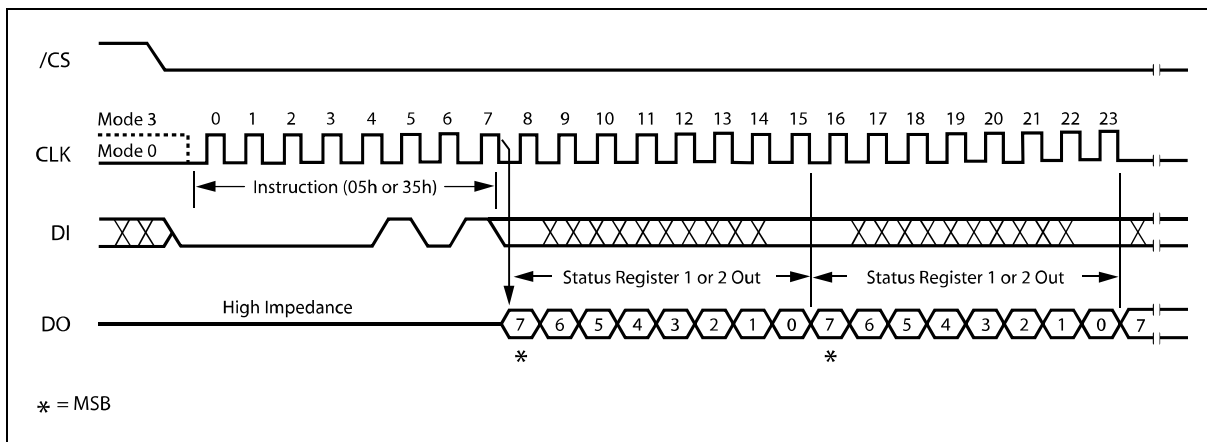 /CS
Mode 3
0 1 2 3 4 5 6 7 8 9 10 11 12 13 14 15 16 17 18 19 20 21 22 23
CLK
Mode 0
Instruction (05h or 35h)
DI
Status Register 1 or 2 Out Status Register 1 or 2 Out
High Impedance
DO
7 6 5 4 3 2 1 0 7 6 5 4 3 2 1 0 7
* *
* = MSB